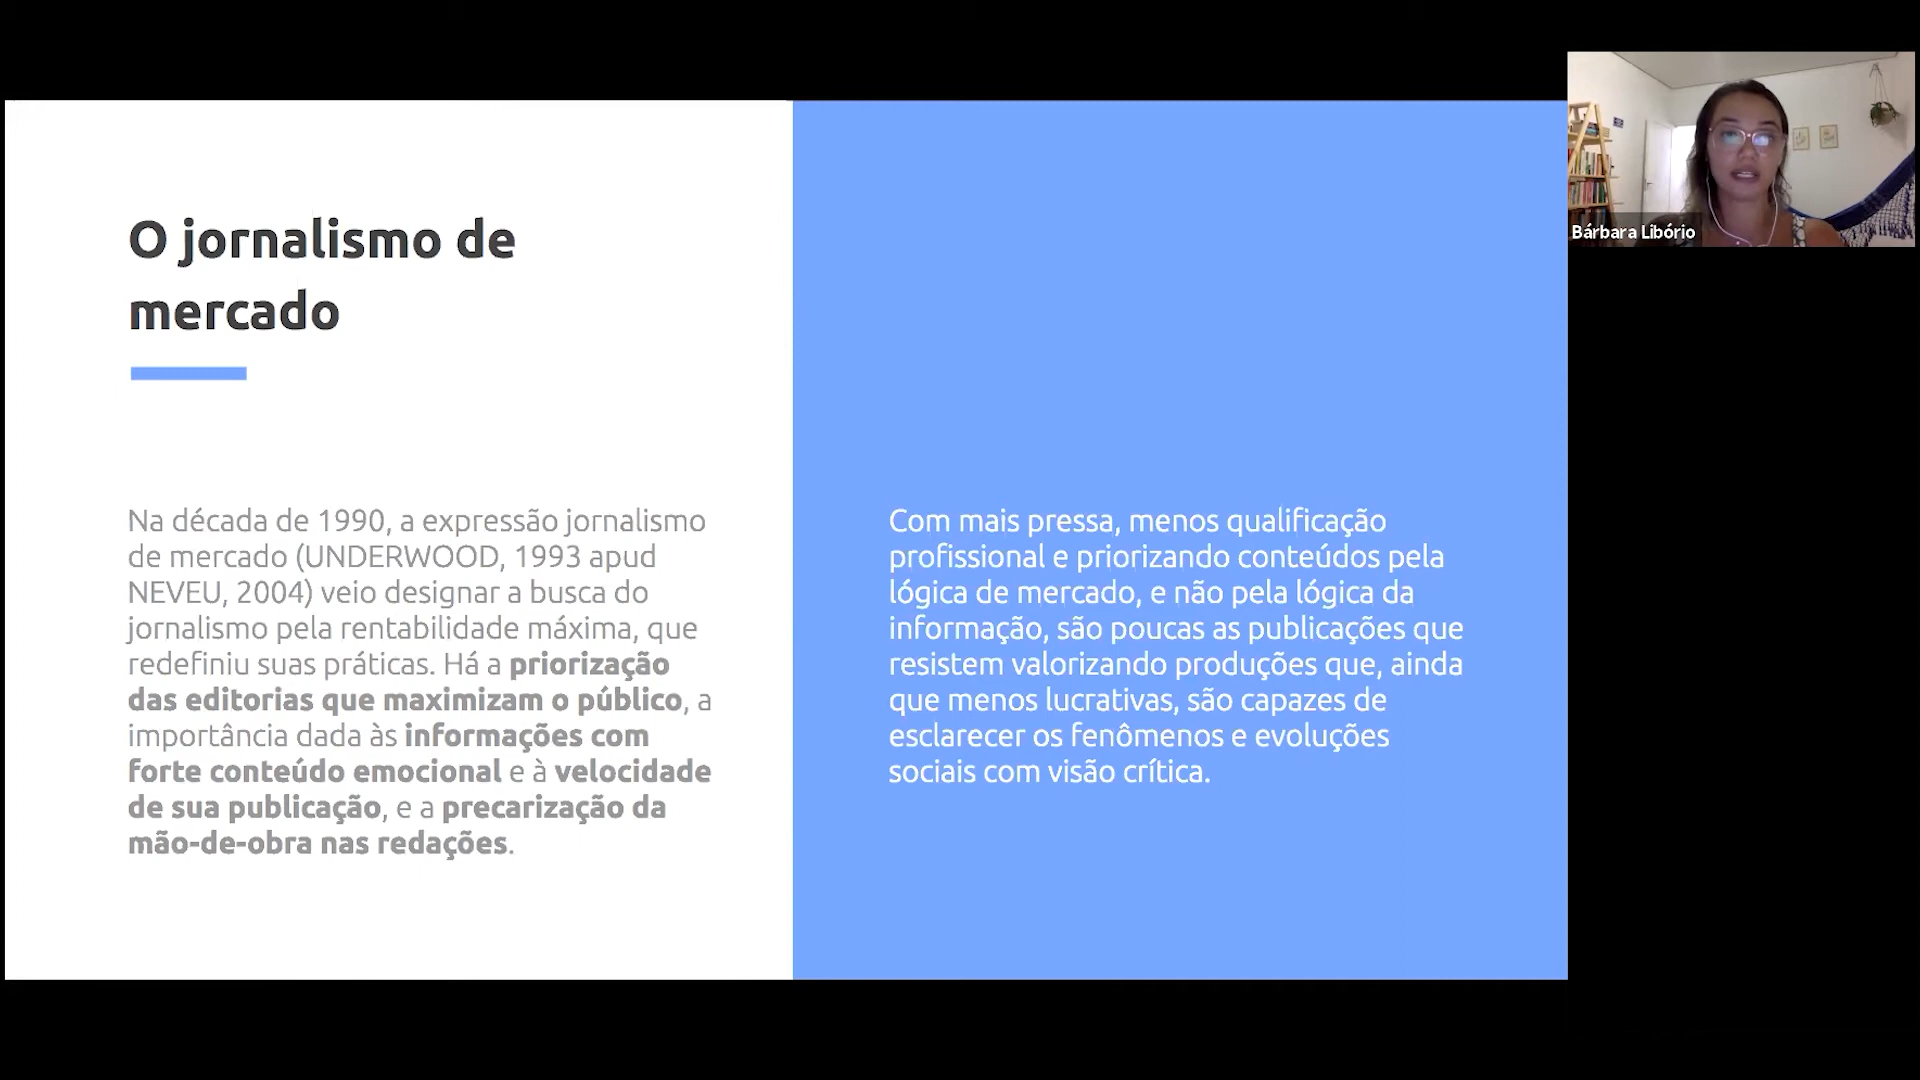 O jornalismo de
mercado
Na década de 1990, a expressão jornalismo
de mercado (UNDERWOOD, 1993 apud
NEVEU, 2004) veio designar a busca do
jornalismo pela rentabilidade máxima, que
redefiniu suas práticas. Há a priorização
das editorias que maximizam o público, a
importância dada às informações com
forte conteúdo emocional e à velocidade
de sua publicação, e a precarização da
mão-de-obra nas redações.
Com mais pressa, menos qualificação
profissional e priorizando conteúdos pela
lógica de mercado, e não pela lógica da
informação, são poucas as publicações que
resistem valorizando produções que, ainda
que menos lucrativas, são capazes de
esclarecer os fenômenos e evoluções
sociais com visão crítica.
Bárbara Libório